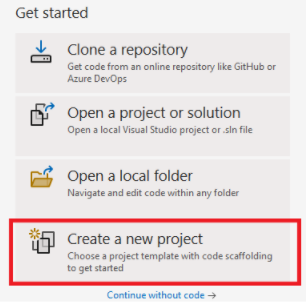 Get started
Clone a repository
Get code from an online repository like GitHub or
Azure DevOps
Open a project or solution
Open a local Visual Studio project or .sln file
Open a local folder
Navigate and edit code within any folder
Create a new project
Choose a project template with code scaffolding
to get started
Continue without code →